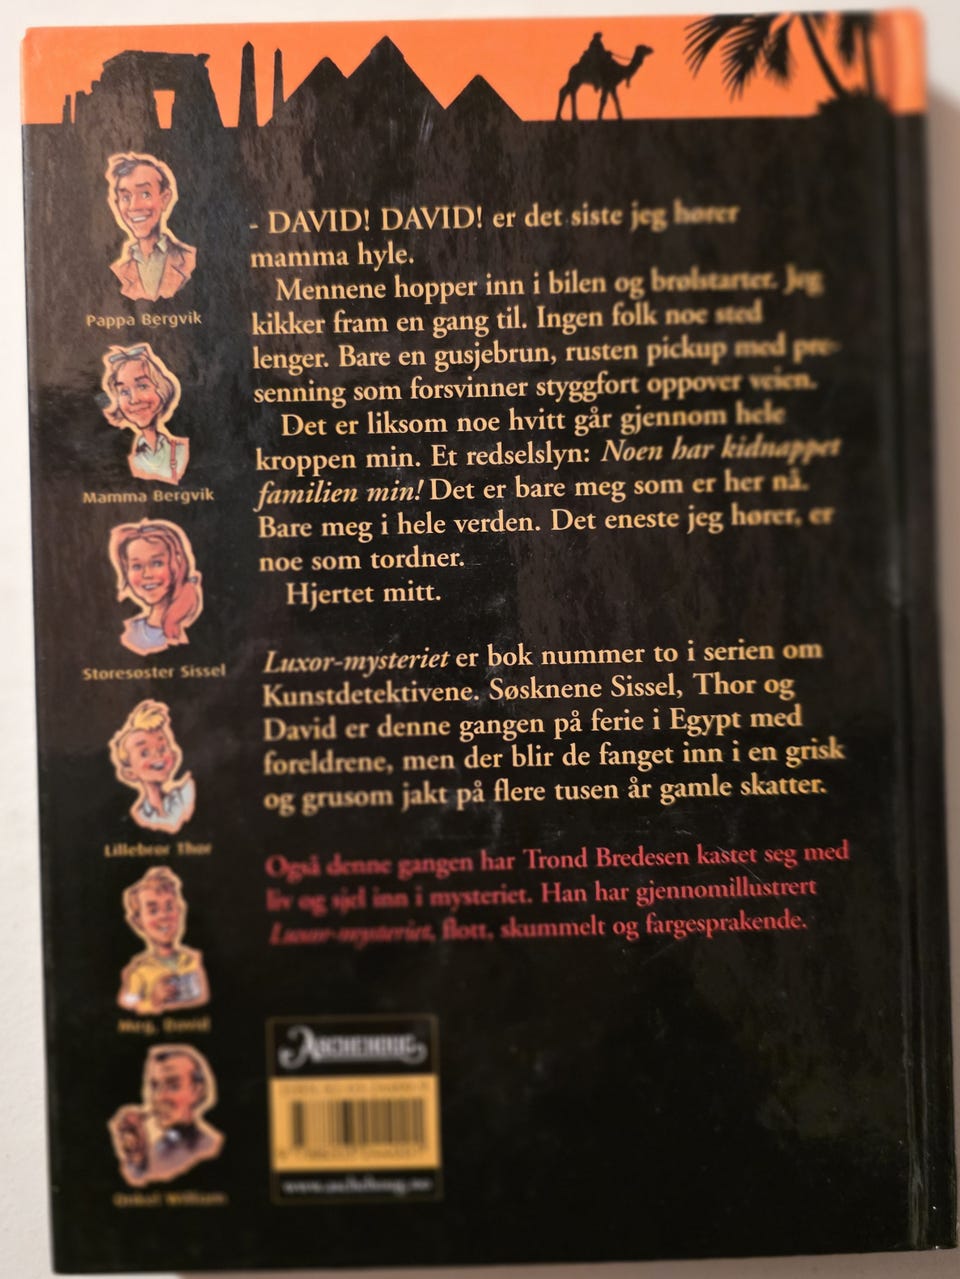 - DAVID! DAVID! er det siste jeg hører
mamma hyle.
Mennene hopper inn i bilen og brølstarter. Jeg
kikker fram en gang til. Ingen folk noe sted
lenger. Bare en gusjebrun, rusten pickup med pre-
senning som forsvinner styggfort oppover veien.
Det er liksom noe hvitt går gjennom hele
kroppen min. Et redselslyn: Noen har kidnappet
familien min! Det er bare meg som er her nå.
Bare meg i hele verden. Det eneste jeg hører, er
noe som tordner.
Hjertet mitt.
Luxor-mysteriet er bok nummer to i serien om
Kunstdetektivene. Søsknene Sissel, Thor og
David er denne gangen på ferie i Egypt med
foreldrene, men der blir de fanget inn i en grisk
og grusom jakt på flere tusen år gamle skatter.
Også denne gangen har Trond Bredesen kastet seg med
liv og sjel inn i mysteriet. Han har gjennomillustrert
Luxor-mysteriet, flott, skummelt og fargesprakende.
Pappa Bergvik
Mamma Bergvik
Storesøster Sissel
Lillebror Thor
Meg, David
Onkel William
ASCHEHOUG
www.aschehoug.no